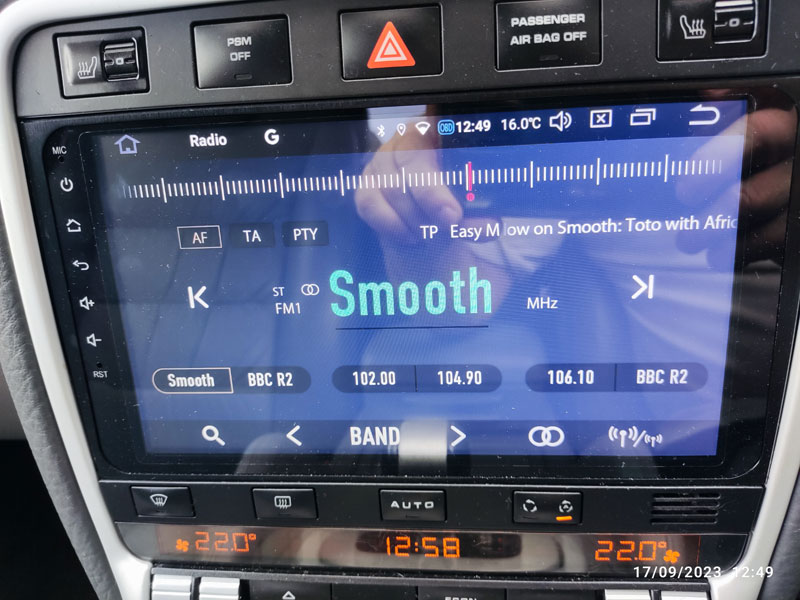 PSM
OFF
PASSENGER
AIR BAG OFF
MIC
Radio G OBD 12:49 16.0°C
AF TA PTY TP Easy M ow on Smooth: Toto with Afric
ST
FM1 Smooth MHz
Smooth BBC R2 102.00 104.90 106.10 BBC R2
RST
BAND
AUTO
22.0° 12:58 22.0°
17/09/2023 12:49